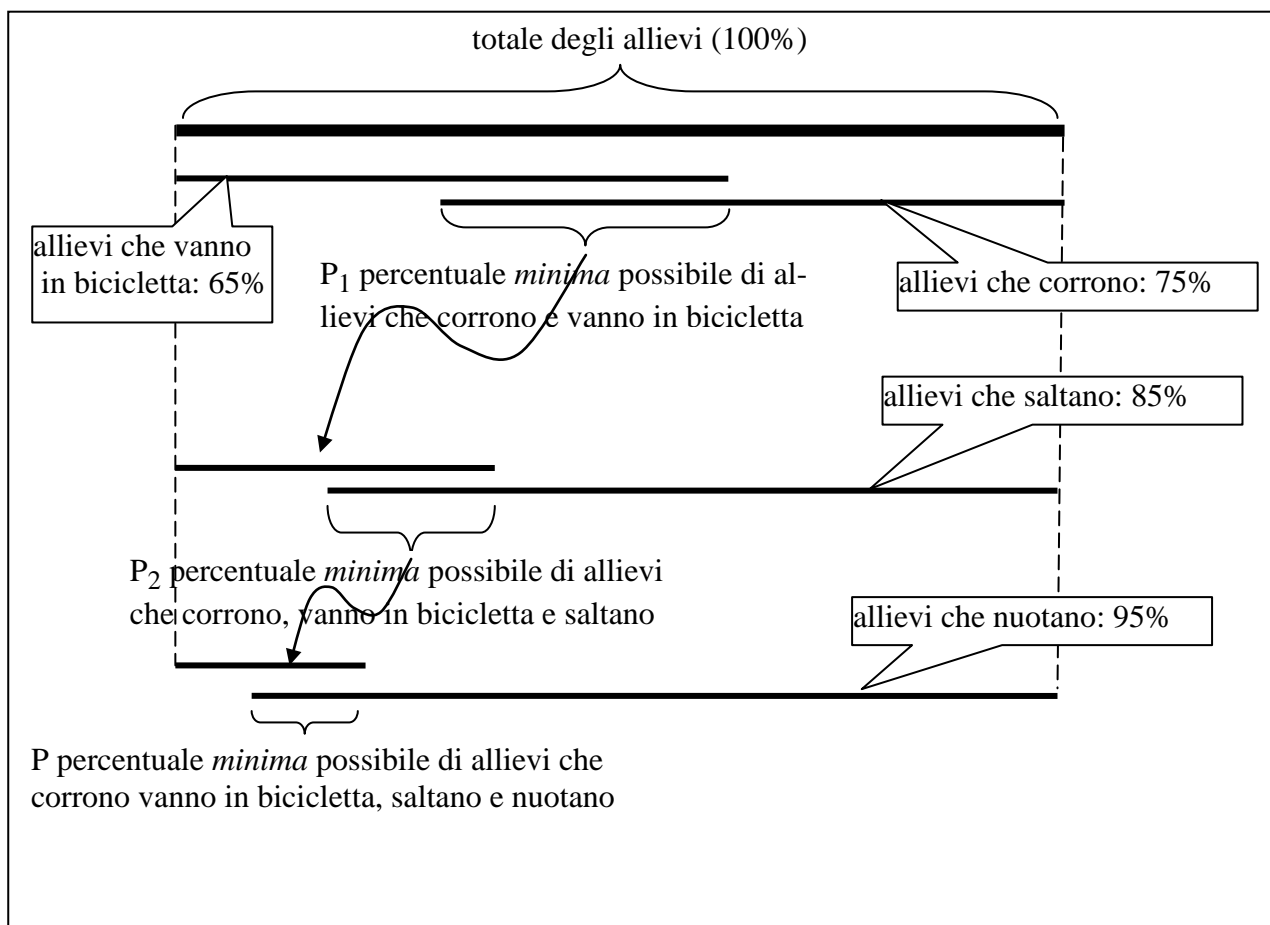 totale degli allievi (100%)
allievi che vanno
in bicicletta: 65%
P1 percentuale minima possibile di al-
lievi che corrono e vanno in bicicletta
allievi che corrono: 75%
allievi che saltano: 85%
P2 percentuale minima possibile di allievi
che corrono, vanno in bicicletta e saltano
allievi che nuotano: 95%
P percentuale minima possibile di allievi che
corrono vanno in bicicletta, saltano e nuotano